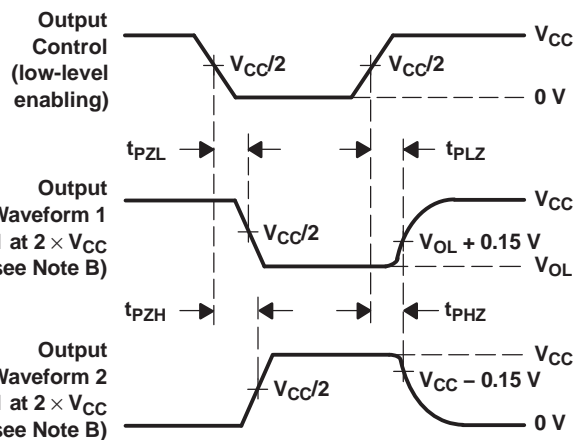 Output
Control
(low-level
enabling)
VCC/2
VCC/2
VCC
0 V
tPZL
tPLZ
Output
Waveform 1
1 at 2 × VCC
see Note B)
VCC/2
VCC
VOL + 0.15 V
VOL
tPZH
tPHZ
Output
Waveform 2
1 at 2 × VCC
see Note B)
VCC/2
VCC
VCC – 0.15 V
0 V